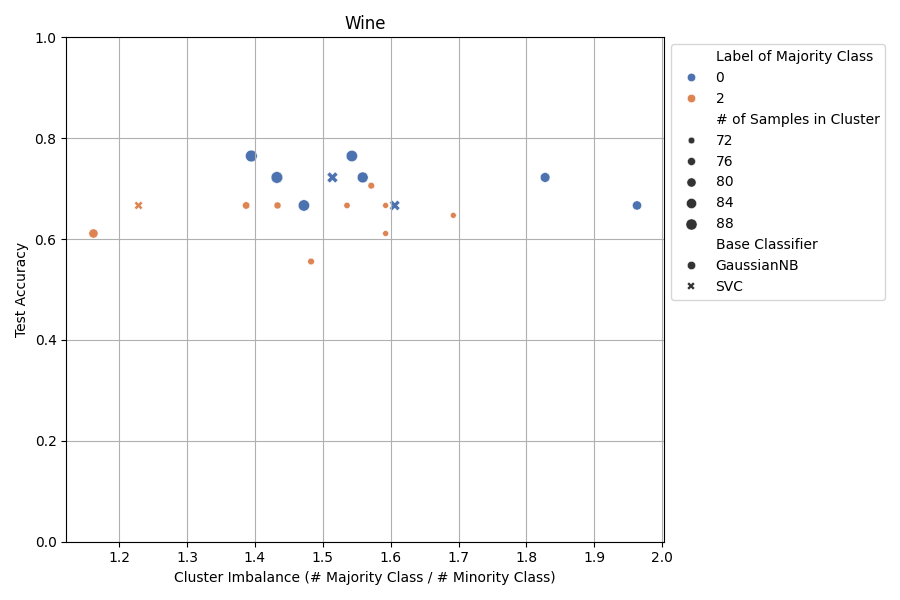 Wine
1.0
0.8
0.6
0.4
0.2
0.0
Test Accuracy
1.2 1.3 1.4 1.5 1.6 1.7 1.8 1.9 2.0
Cluster Imbalance (# Majority Class / # Minority Class)
Label of Majority Class
0
2
# of Samples in Cluster
72
76
80
84
88
Base Classifier
GaussianNB
SVC